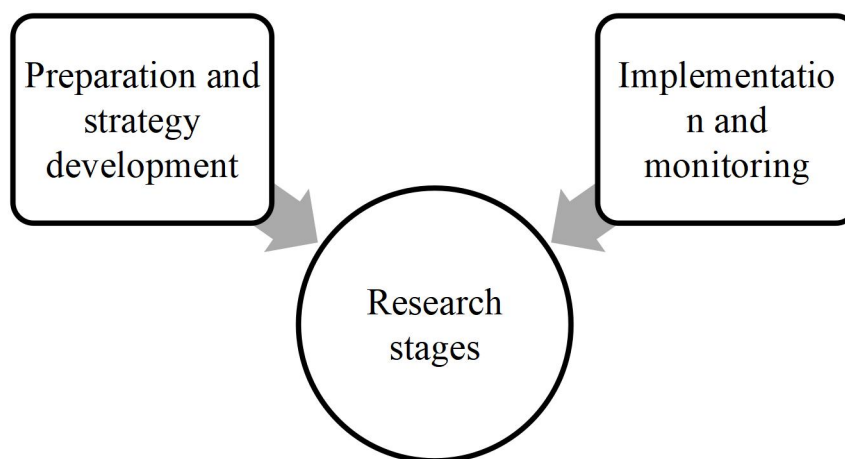 Preparation and
strategy
development
Implementatio
n and
monitoring
Research
stages